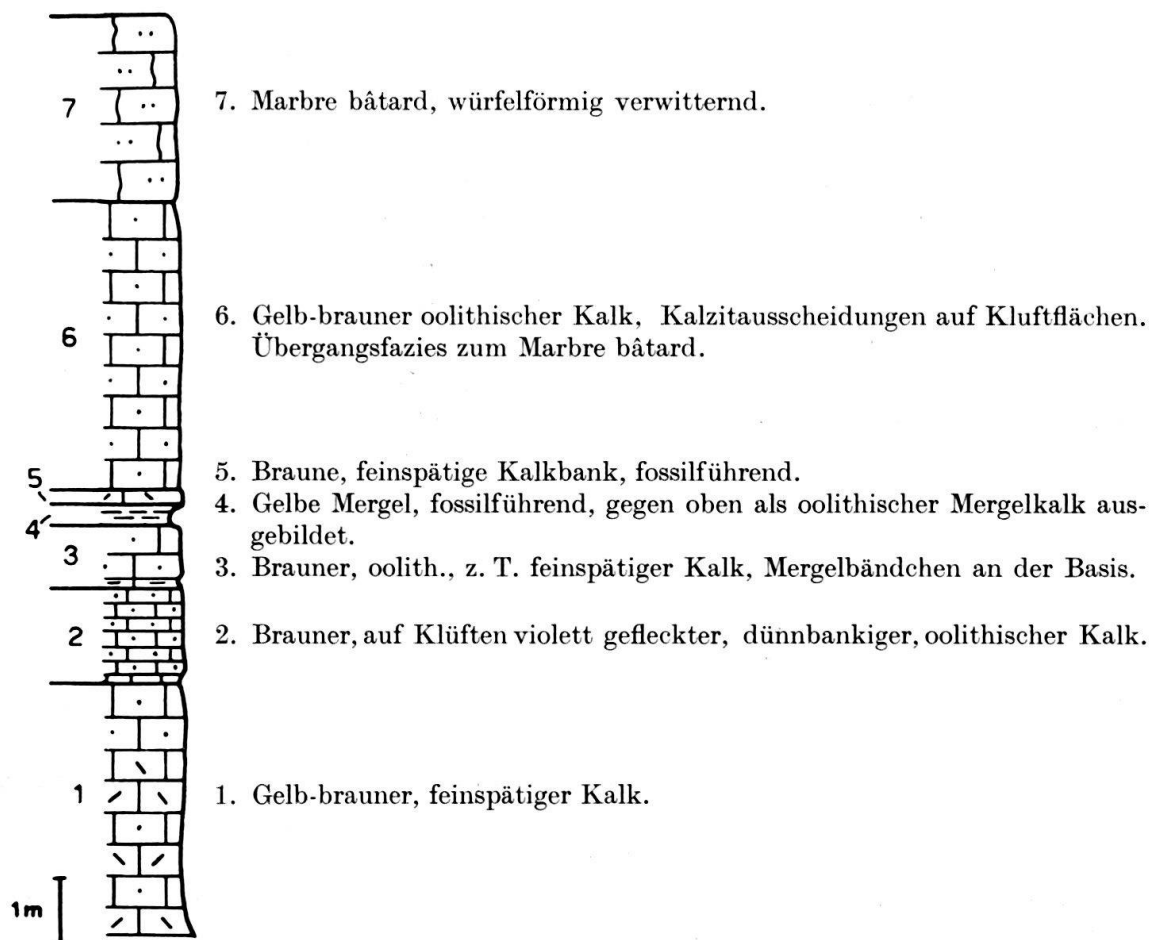 7
7. Marbre bâtard, würfelförmig verwitternd.
6
6. Gelb-brauner oolithischer Kalk, Kalzitausscheidungen auf Kluftflächen.
Übergangsfazies zum Marbre bâtard.
5
5. Braune, feinspätige Kalkbank, fossilführend.
4
4. Gelbe Mergel, fossilführend, gegen oben als oolithischer Mergelkalk aus-
gebildet.
3
3. Brauner, oolith., z. T. feinspätiger Kalk, Mergelbändchen an der Basis.
2
2. Brauner, auf Klüften violett gefleckter, dünnbankiger, oolithischer Kalk.
1
1. Gelb-brauner, feinspätiger Kalk.
1m